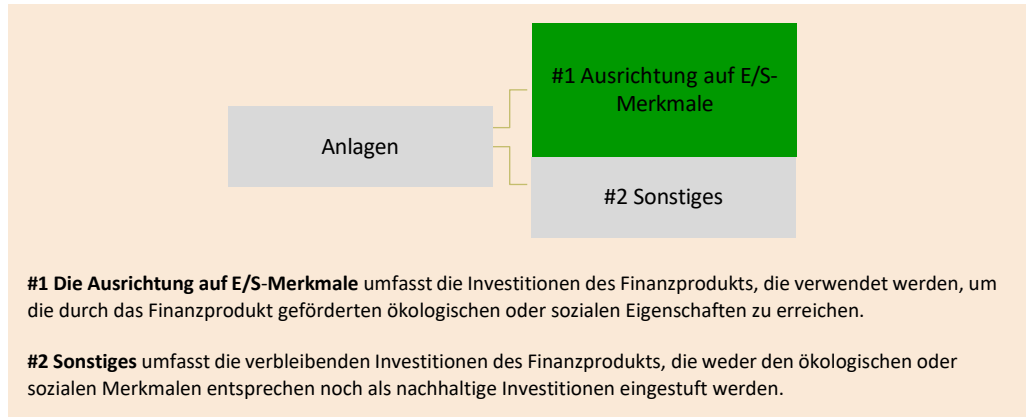 #1 Ausrichtung auf E/S-
Merkmale
Anlagen
#2 Sonstiges
#1 Die Ausrichtung auf E/S-Merkmale umfasst die Investitionen des Finanzprodukts, die verwendet werden, um
die durch das Finanzprodukt geförderten ökologischen oder sozialen Eigenschaften zu erreichen.
#2 Sonstiges umfasst die verbleibenden Investitionen des Finanzprodukts, die weder den ökologischen oder
sozialen Merkmalen entsprechen noch als nachhaltige Investitionen eingestuft werden.